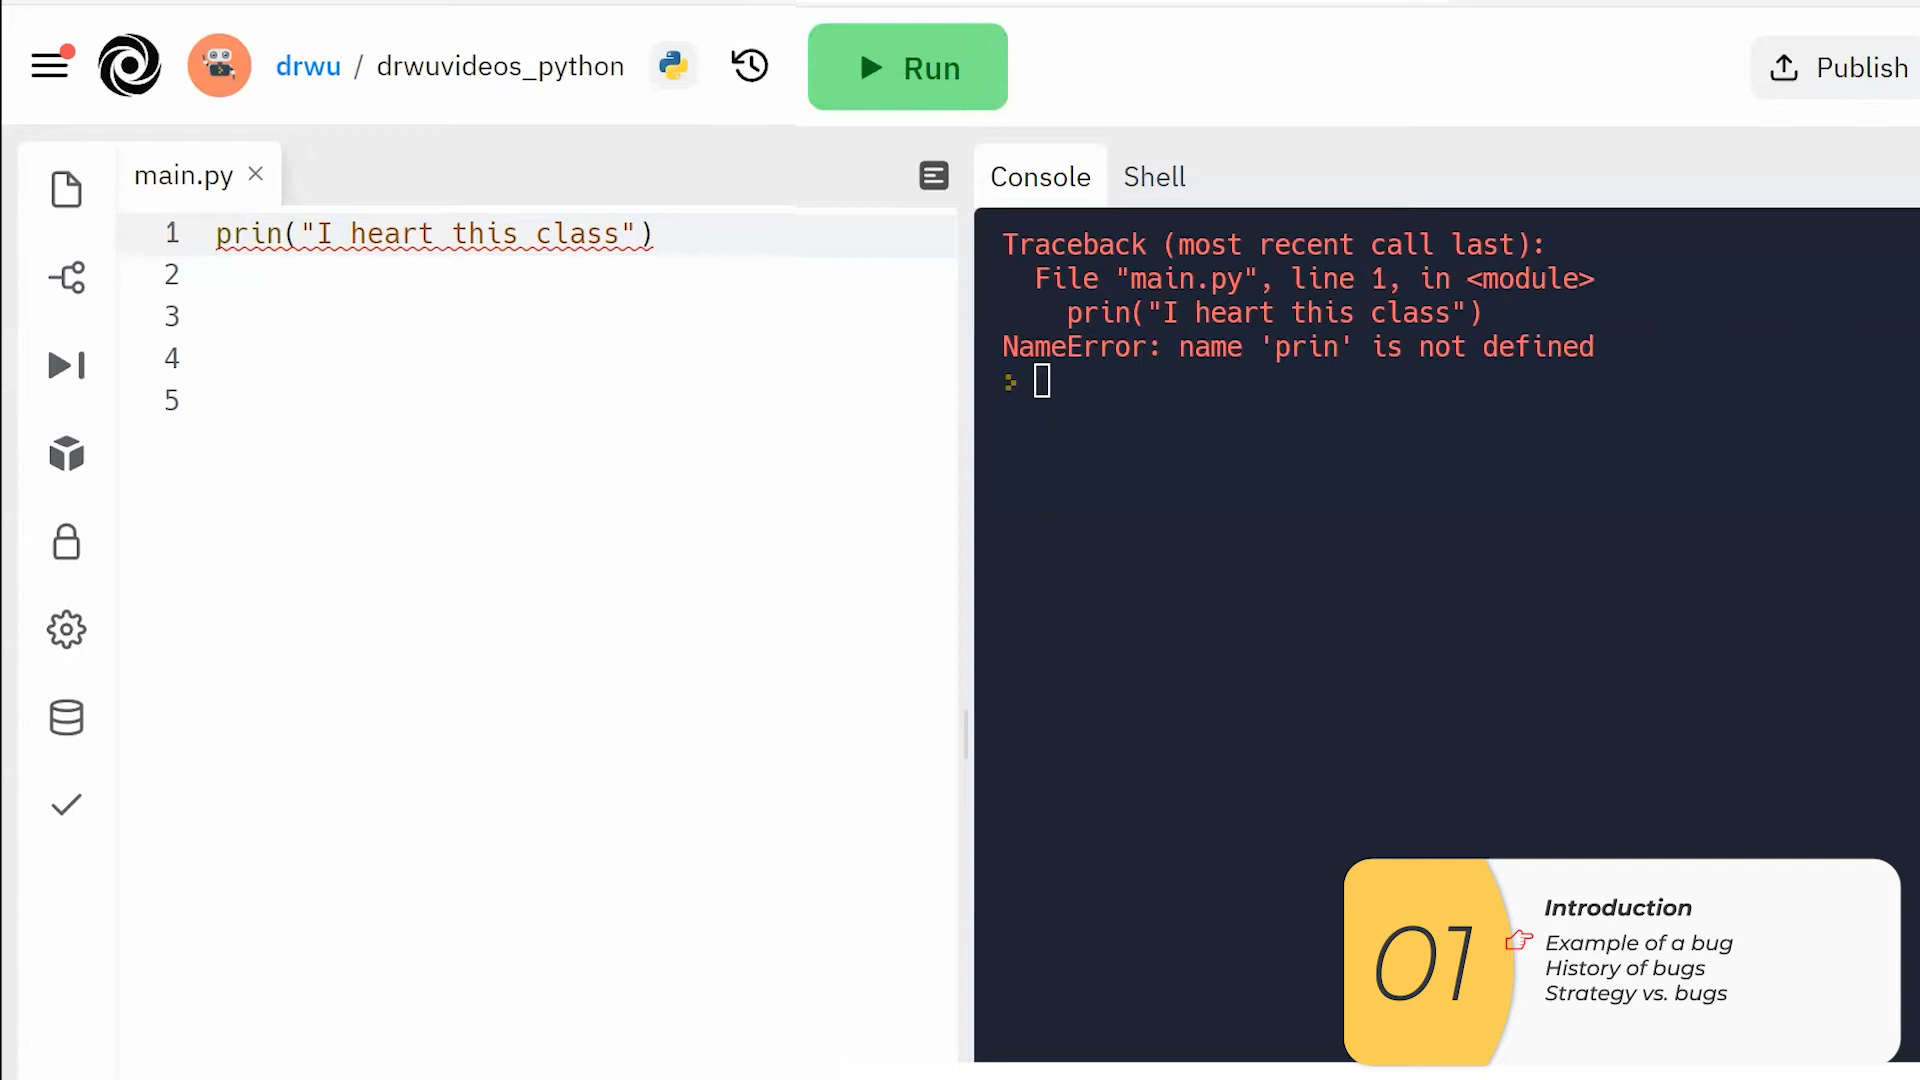 drwu / drwuvideos_python
Run
Publish
main.py
Console
Shell
1 prin("I heart this class")
2
3
4
5
Traceback (most recent call last):
File "main.py", line 1, in <module>
prin("I heart this class")
NameError: name 'prin' is not defined
01
Introduction
Example of a bug
History of bugs
Strategy vs. bugs